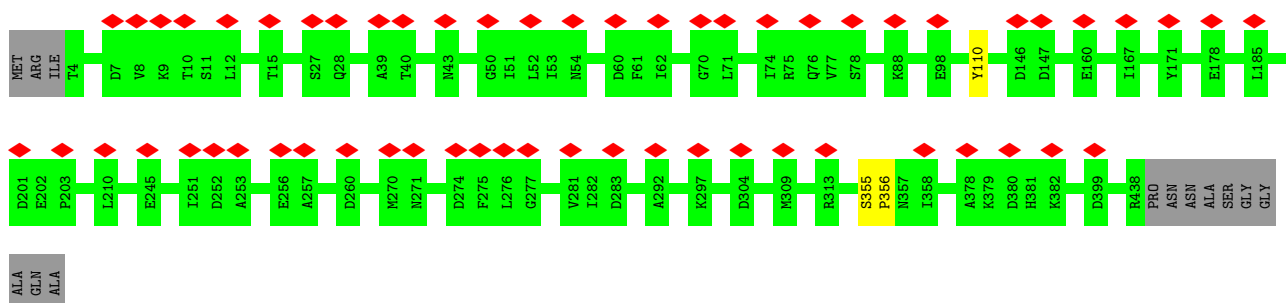 MET ARG ILE T4 D7 V8 K9 T10 S11 L12 T15 S27 Q28 A39 T40 N43 G50 I51 L52 I53 N54 D60 F61 I62 G70 L71 I74 R75 Q76 V77 S78 K88 E98 Y110 D146 D147 E160 I167 Y171 E178 L185
D201 E202 P203 L210 E245 I251 D252 A253 E256 A257 D260 M270 N271 D274 F275 L276 G277 V281 I282 D283 A292 K297 D304 M309 R313 S355 P356 N357 I358 A378 K379 D380 H381 K382 D399 R438 PRO ASN ASN ALA SER GLY GLY
ALA GLN ALA